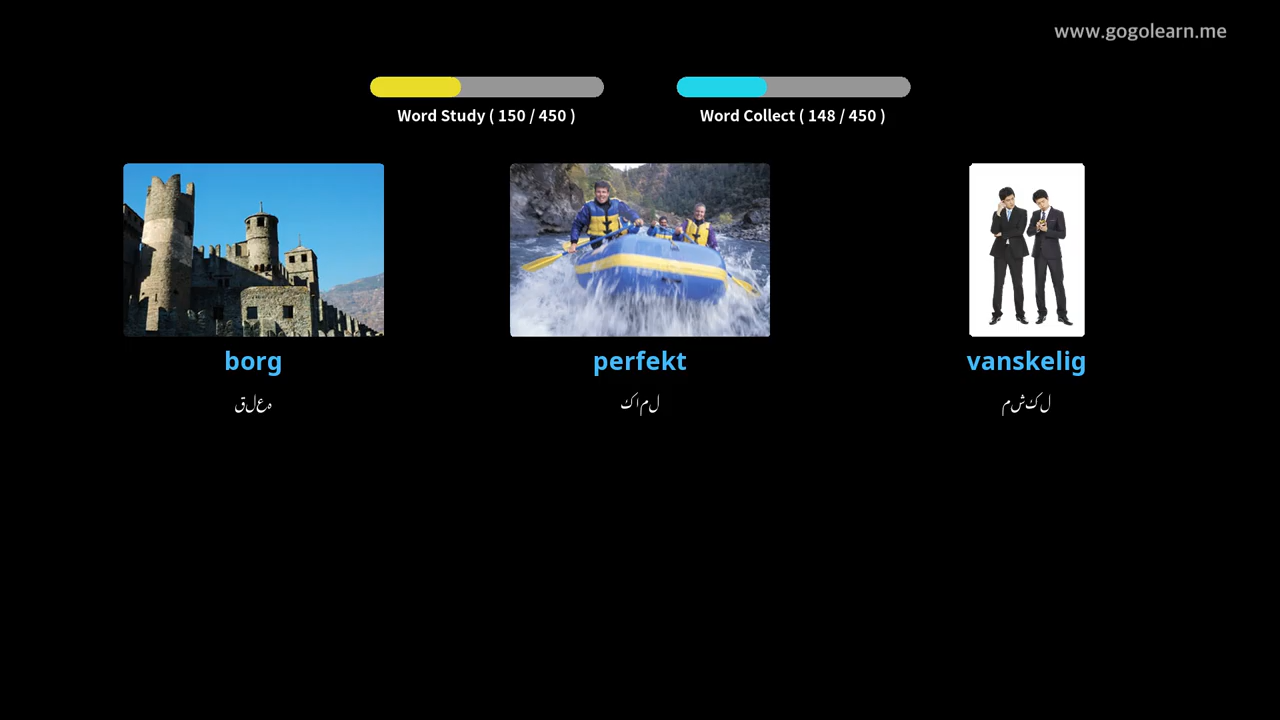 www.gogolearn.me
Word Study ( 150 / 450 )
Word Collect ( 148 / 450 )
borg
perfekt
vanskelig
قلعہ
کامل
مشکل